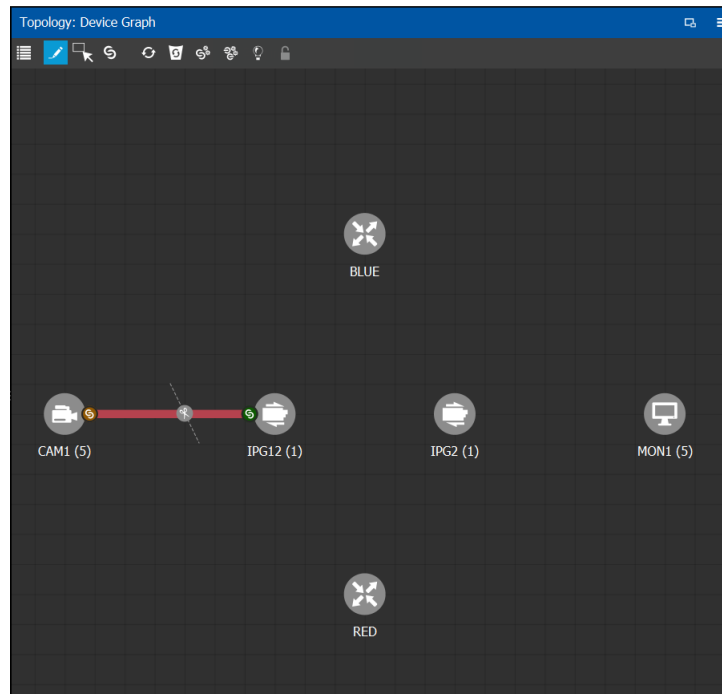 Topology: Device Graph
BLUE
CAM1 (5)
IPG12 (1)
IPG2 (1)
MON1 (5)
RED